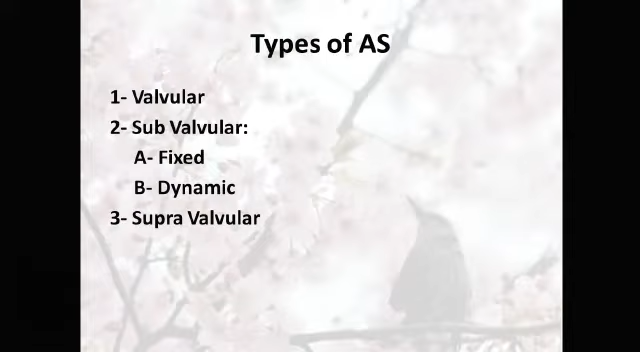 Types of AS
1- Valvular
2- Sub Valvular:
A- Fixed
B- Dynamic
3- Supra Valvular